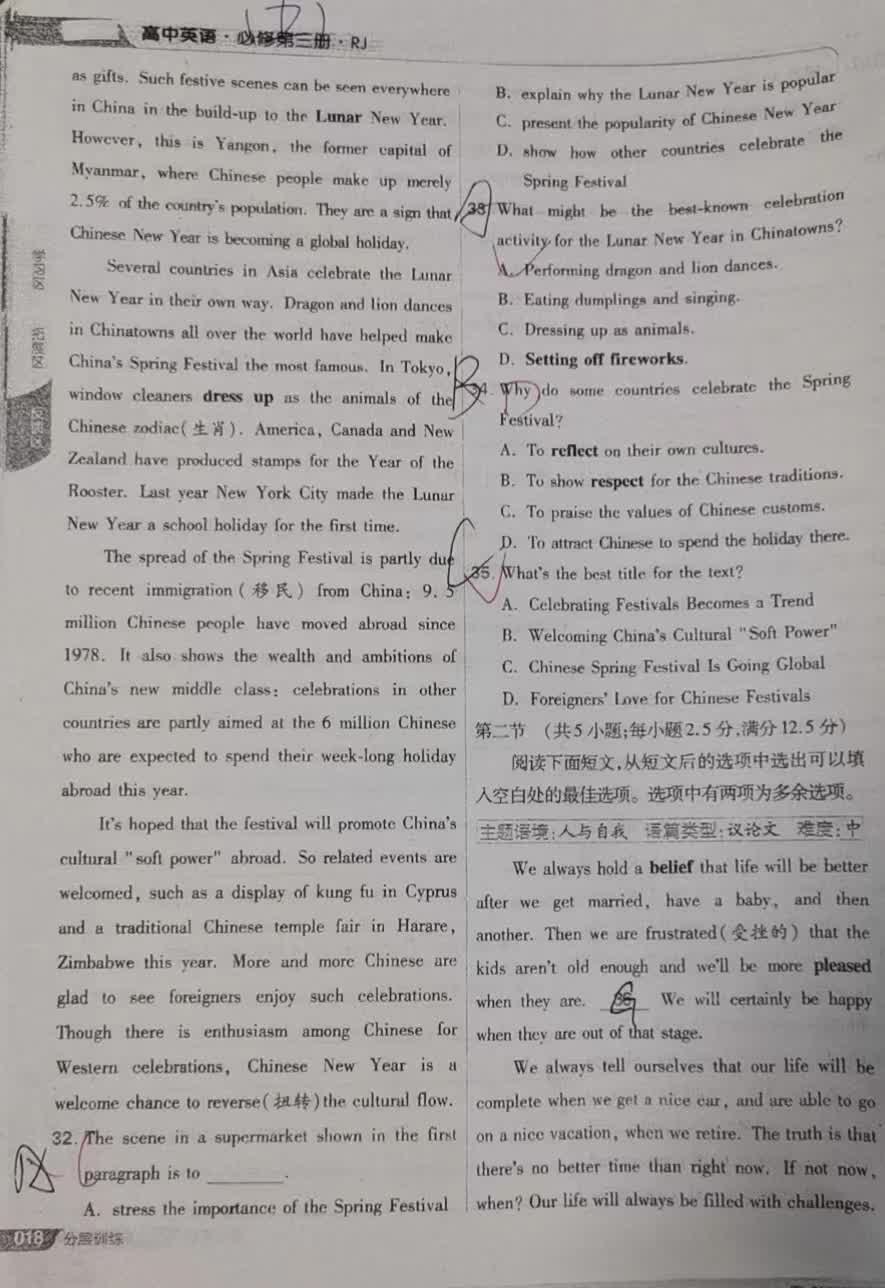 高中英语·必修第三册·RJ
as gifts. Such festive scenes can be seen everywhere
in China in the build-up to the Lunar New Year.
However, this is Yangon, the former capital of
Myanmar, where Chinese people make up merely
2.5% of the country's population. They are a sign that
Chinese New Year is becoming a global holiday.
Several countries in Asia celebrate the Lunar
New Year in their own way. Dragon and lion dances
in Chinatowns all over the world have helped make
China's Spring Festival the most famous. In Tokyo,
window cleaners dress up as the animals of the
Chinese zodiac(生肖). America, Canada and New
Zealand have produced stamps for the Year of the
Rooster. Last year New York City made the Lunar
New Year a school holiday for the first time.
The spread of the Spring Festival is partly due
to recent immigration(移民) from China: 9.5
million Chinese people have moved abroad since
1978. It also shows the wealth and ambitions of
China's new middle class: celebrations in other
countries are partly aimed at the 6 million Chinese
who are expected to spend their week-long holiday
abroad this year.
It's hoped that the festival will promote China's
cultural "soft power" abroad. So related events are
welcomed, such as a display of kung fu in Cyprus
and a traditional Chinese temple fair in Harare,
Zimbabwe this year. More and more Chinese are
glad to see foreigners enjoy such celebrations.
Though there is enthusiasm among Chinese for
Western celebrations, Chinese New Year is a
welcome chance to reverse(扭转)the cultural flow.
32. The scene in a supermarket shown in the first
paragraph is to ________.
A. stress the importance of the Spring Festival
B. explain why the Lunar New Year is popular
C. present the popularity of Chinese New Year
D. show how other countries celebrate the
Spring Festival
33. What might be the best-known celebration
activity for the Lunar New Year in Chinatowns?
A. Performing dragon and lion dances.
B. Eating dumplings and singing.
C. Dressing up as animals.
D. Setting off fireworks.
B
34. Why do some countries celebrate the Spring
Festival?
A. To reflect on their own cultures.
B. To show respect for the Chinese traditions.
C. To praise the values of Chinese customs.
D. To attract Chinese to spend the holiday there.
C
35. What's the best title for the text?
A. Celebrating Festivals Becomes a Trend
B. Welcoming China's Cultural "Soft Power"
C. Chinese Spring Festival Is Going Global
D. Foreigners' Love for Chinese Festivals
第二节 (共5小题;每小题2.5分,满分12.5分)
阅读下面短文,从短文后的选项中选出可以填
入空白处的最佳选项。选项中有两项为多余选项。
主题语境:人与自我 语篇类型:议论文 难度:中
We always hold a belief that life will be better
after we get married, have a baby, and then
another. Then we are frustrated(受挫的) that the
kids aren't old enough and we'll be more pleased
when they are. 36 G We will certainly be happy
when they are out of that stage.
We always tell ourselves that our life will be
complete when we get a nice car, and are able to go
on a nice vacation, when we retire. The truth is that
there's no better time than right now. If not now,
when? Our life will always be filled with challenges.
018 分层训练